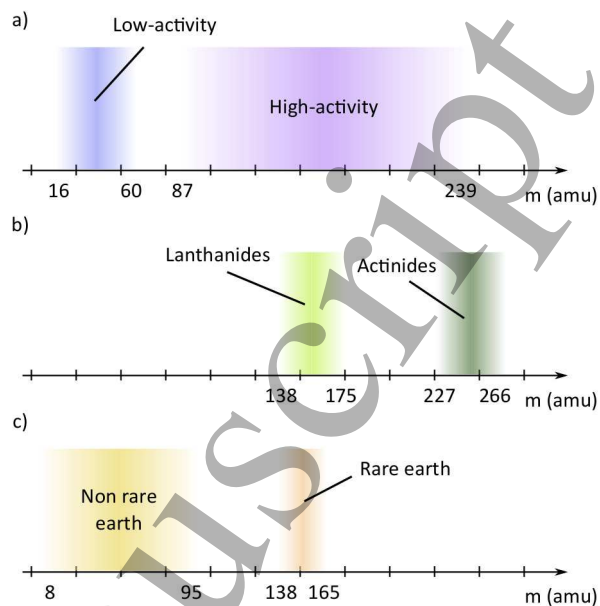 a)
Low-activity
High-activity
16 60 87 239 m (amu)
b)
Lanthanides Actinides
138 175 227 266 m (amu)
c)
Non rare
earth
Rare earth
8 95 138 165 m (amu)
uscript